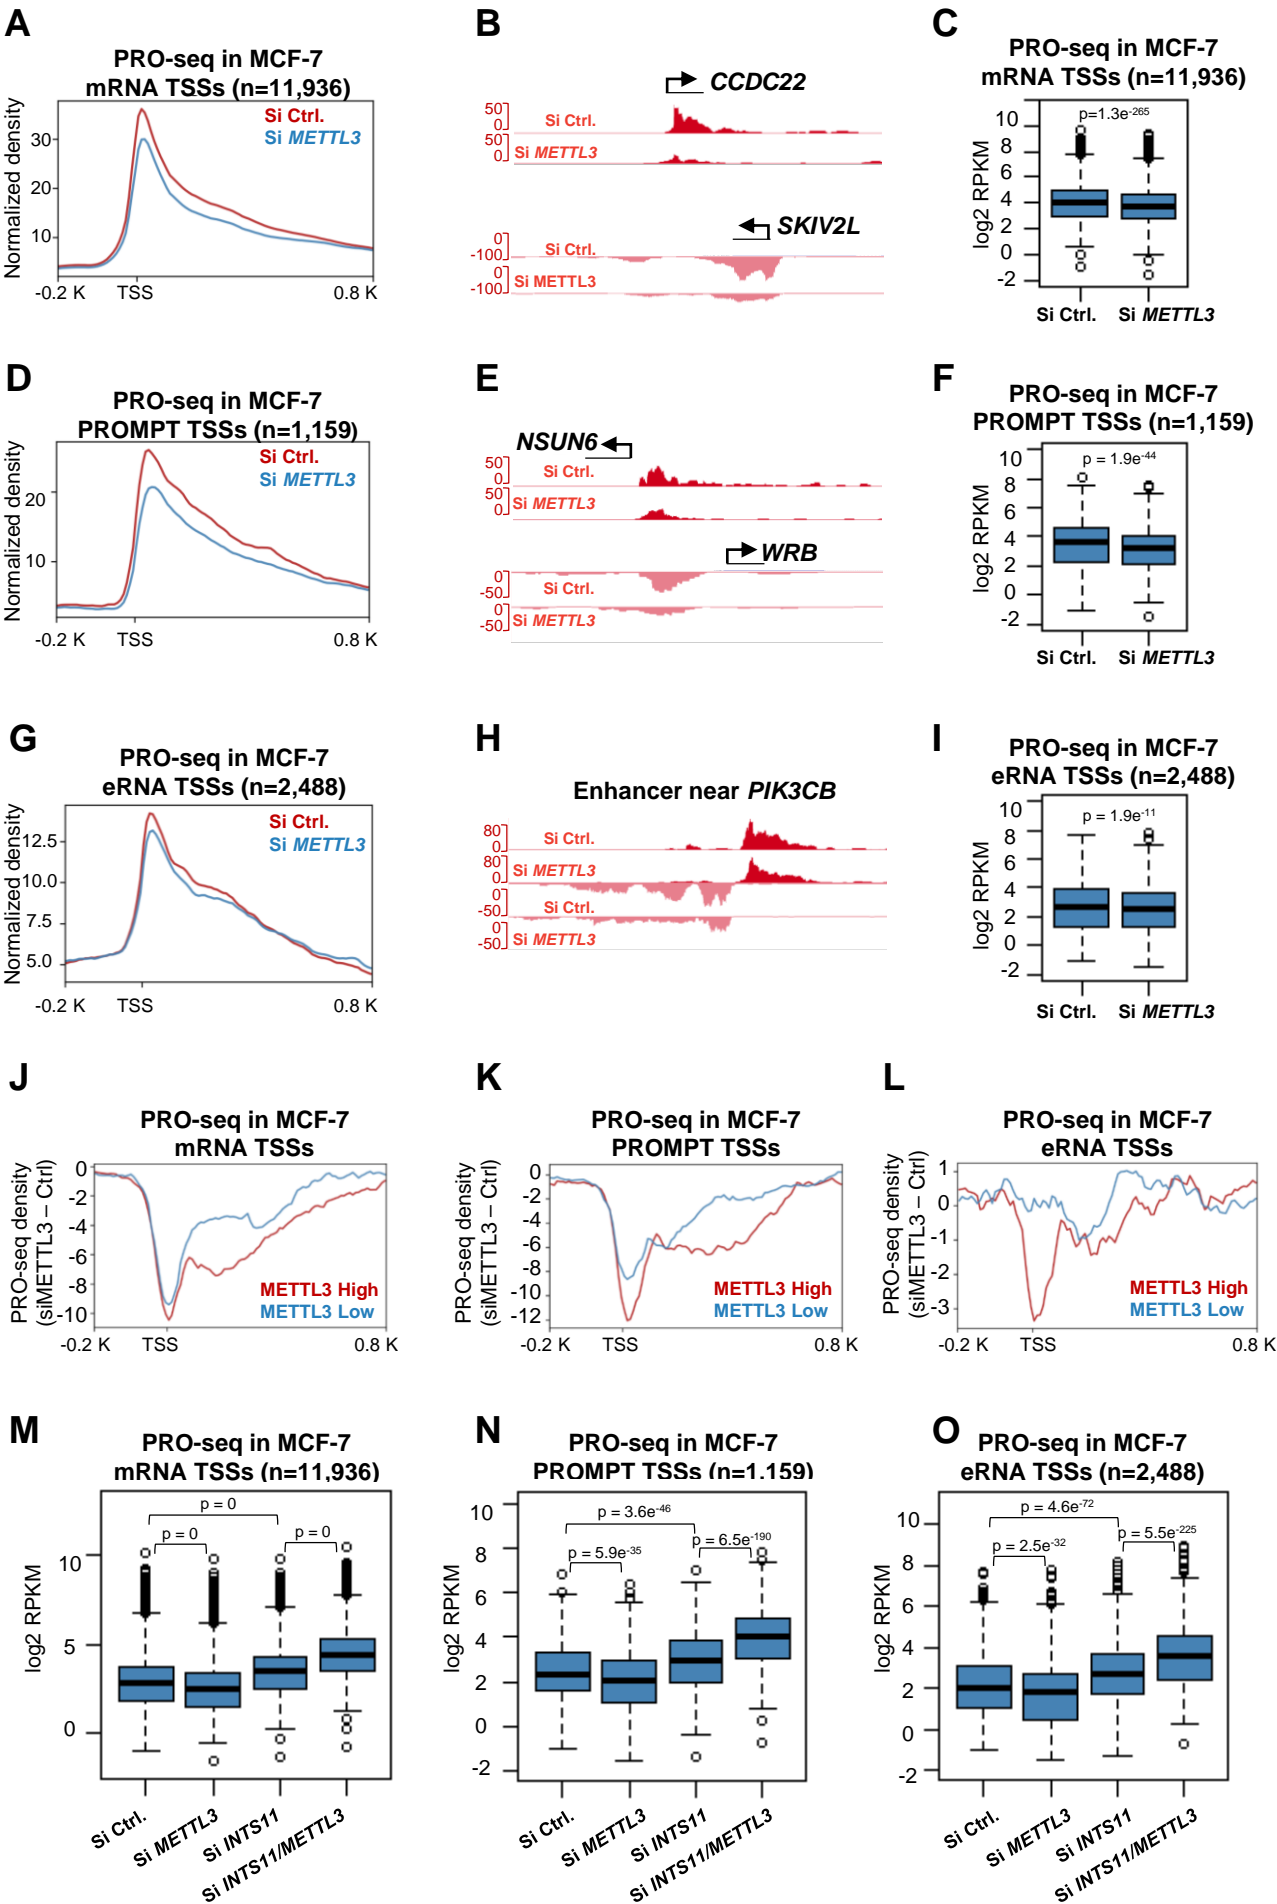 A
PRO-seq in MCF-7
mRNA TSSs (n=11,936)
Si Ctrl.
Si METTL3
Normalized density
30
20
10
-0.2 K
TSS
0.8 K
B
CCDC22
50
0
Si Ctrl.
50
0
Si METTL3
SKIV2L
0
-100
Si Ctrl.
0
-100
Si METTL3
C
PRO-seq in MCF-7
mRNA TSSs (n=11,936)
p=1.3e-265
log2 RPKM
10
8
6
4
2
0
-2
Si Ctrl.
Si METTL3
D
PRO-seq in MCF-7
PROMPT TSSs (n=1,159)
Si Ctrl.
Si METTL3
Normalized density
20
10
-0.2 K
TSS
0.8 K
E
NSUN6
50
0
Si Ctrl.
50
0
Si METTL3
WRB
0
-50
Si Ctrl.
0
-50
Si METTL3
F
PRO-seq in MCF-7
PROMPT TSSs (n=1,159)
p = 1.9e-44
log2 RPKM
10
8
6
4
2
0
-2
Si Ctrl.
Si METTL3
G
PRO-seq in MCF-7
eRNA TSSs (n=2,488)
Si Ctrl.
Si METTL3
Normalized density
12.5
10.0
7.5
5.0
-0.2 K
TSS
0.8 K
H
Enhancer near PIK3CB
80
0
Si Ctrl.
80
0
Si METTL3
0
-50
Si Ctrl.
0
-50
Si METTL3
I
PRO-seq in MCF-7
eRNA TSSs (n=2,488)
p = 1.9e-11
log2 RPKM
10
8
6
4
2
0
-2
Si Ctrl.
Si METTL3
J
PRO-seq in MCF-7
mRNA TSSs
PRO-seq density
(siMETTL3 – Ctrl)
0
-2
-4
-6
-8
-10
METTL3 High
METTL3 Low
-0.2 K
TSS
0.8 K
K
PRO-seq in MCF-7
PROMPT TSSs
PRO-seq density
(siMETTL3 – Ctrl)
0
-2
-4
-6
-8
-10
-12
METTL3 High
METTL3 Low
-0.2 K
TSS
0.8 K
L
PRO-seq in MCF-7
eRNA TSSs
PRO-seq density
(siMETTL3 – Ctrl)
1
0
-1
-2
-3
METTL3 High
METTL3 Low
-0.2 K
TSS
0.8 K
M
PRO-seq in MCF-7
mRNA TSSs (n=11,936)
p = 0
p = 0
p = 0
log2 RPKM
10
5
0
Si Ctrl.
Si METTL3
Si INTS11
Si INTS11/METTL3
N
PRO-seq in MCF-7
PROMPT TSSs (n=1,159)
p = 3.6e-46
p = 5.9e-35
p = 6.5e-190
log2 RPKM
10
8
6
4
2
0
-2
Si Ctrl.
Si METTL3
Si INTS11
Si INTS11/METTL3
O
PRO-seq in MCF-7
eRNA TSSs (n=2,488)
p = 4.6e-72
p = 2.5e-32
p = 5.5e-225
log2 RPKM
10
8
6
4
2
0
-2
Si Ctrl.
Si METTL3
Si INTS11
Si INTS11/METTL3